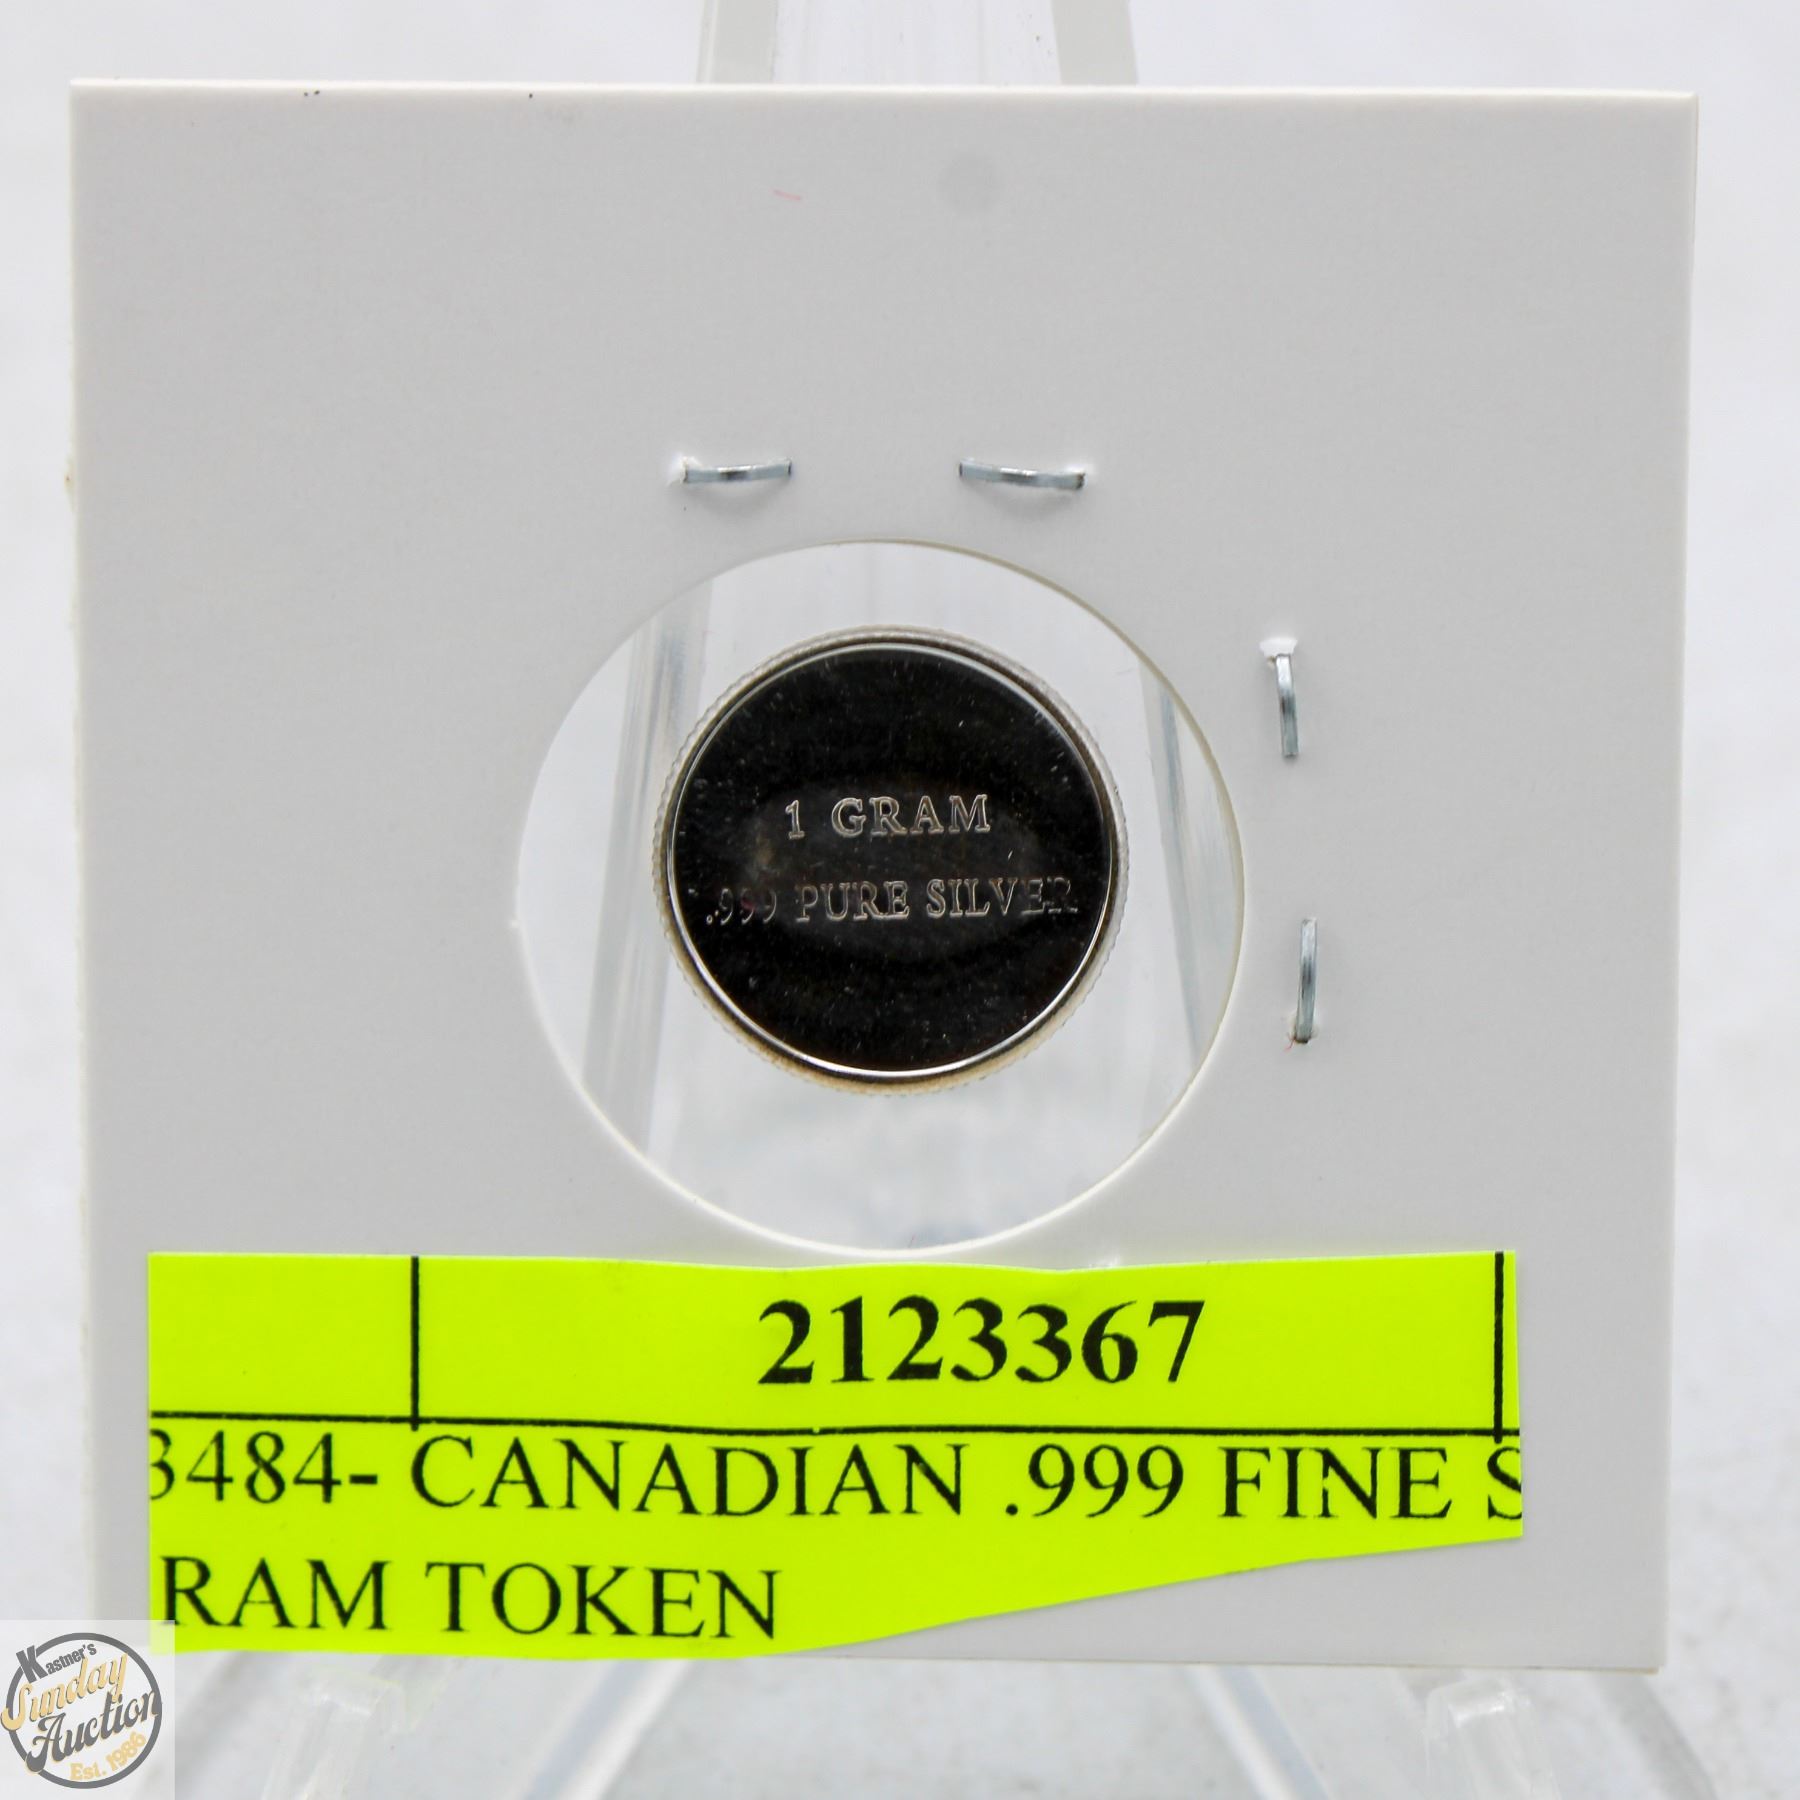 1 GRAM
.999 PURE SILVER
2123367
3484- CANADIAN .999 FINE S
RAM TOKEN
Kastner's
Sunday
Auction
Est. 1986